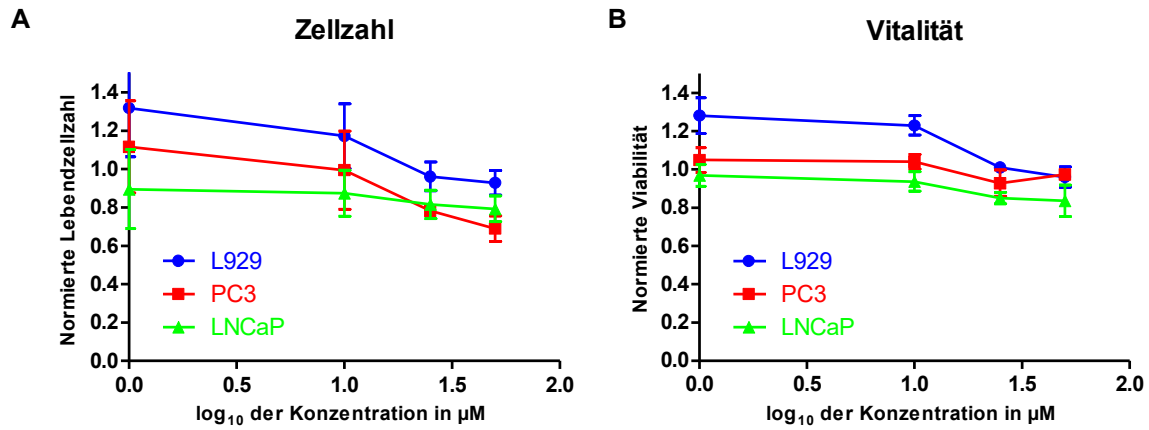 A
Zellzahl
Normierte Lebendzellzahl
1.4
1.2
1.0
0.8
0.6
0.4
0.2
0.0
L929
PC3
LNCaP
0.0 0.5 1.0 1.5 2.0
log₁₀ der Konzentration in µM
B
Vitalität
Normierte Viabilität
1.4
1.2
1.0
0.8
0.6
0.4
0.2
0.0
L929
PC3
LNCaP
0.0 0.5 1.0 1.5 2.0
log₁₀ der Konzentration in µM